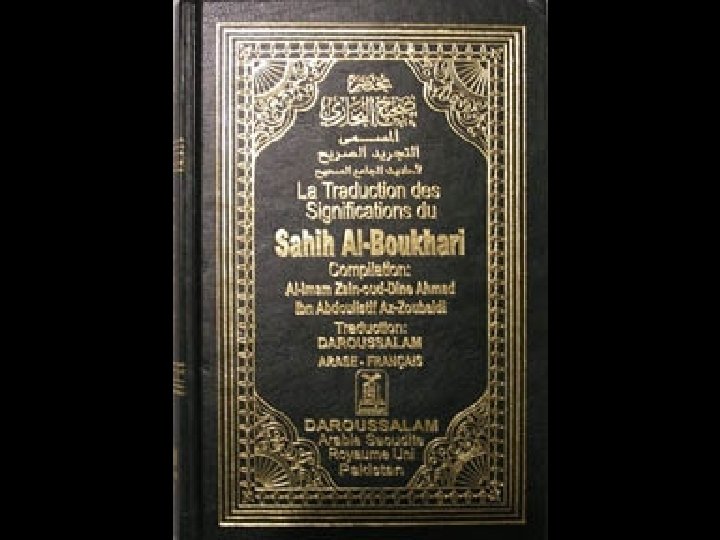 مختصر
صحيح البخاري
المسمى
التجريد الصريح
لأحاديث الجامع الصحيح
La Traduction des
Significations du
Sahih Al-Boukhari
Compilation:
Al-Imam Zain-oud-Dine Ahmad
Ibn Abdoullatif Az-Zoubaidi
Traduction:
DAROUSSALAM
ARABE - FRANÇAIS
DAROUSSALAM
Arabie Saoudite
Royaume Uni
Pakistan